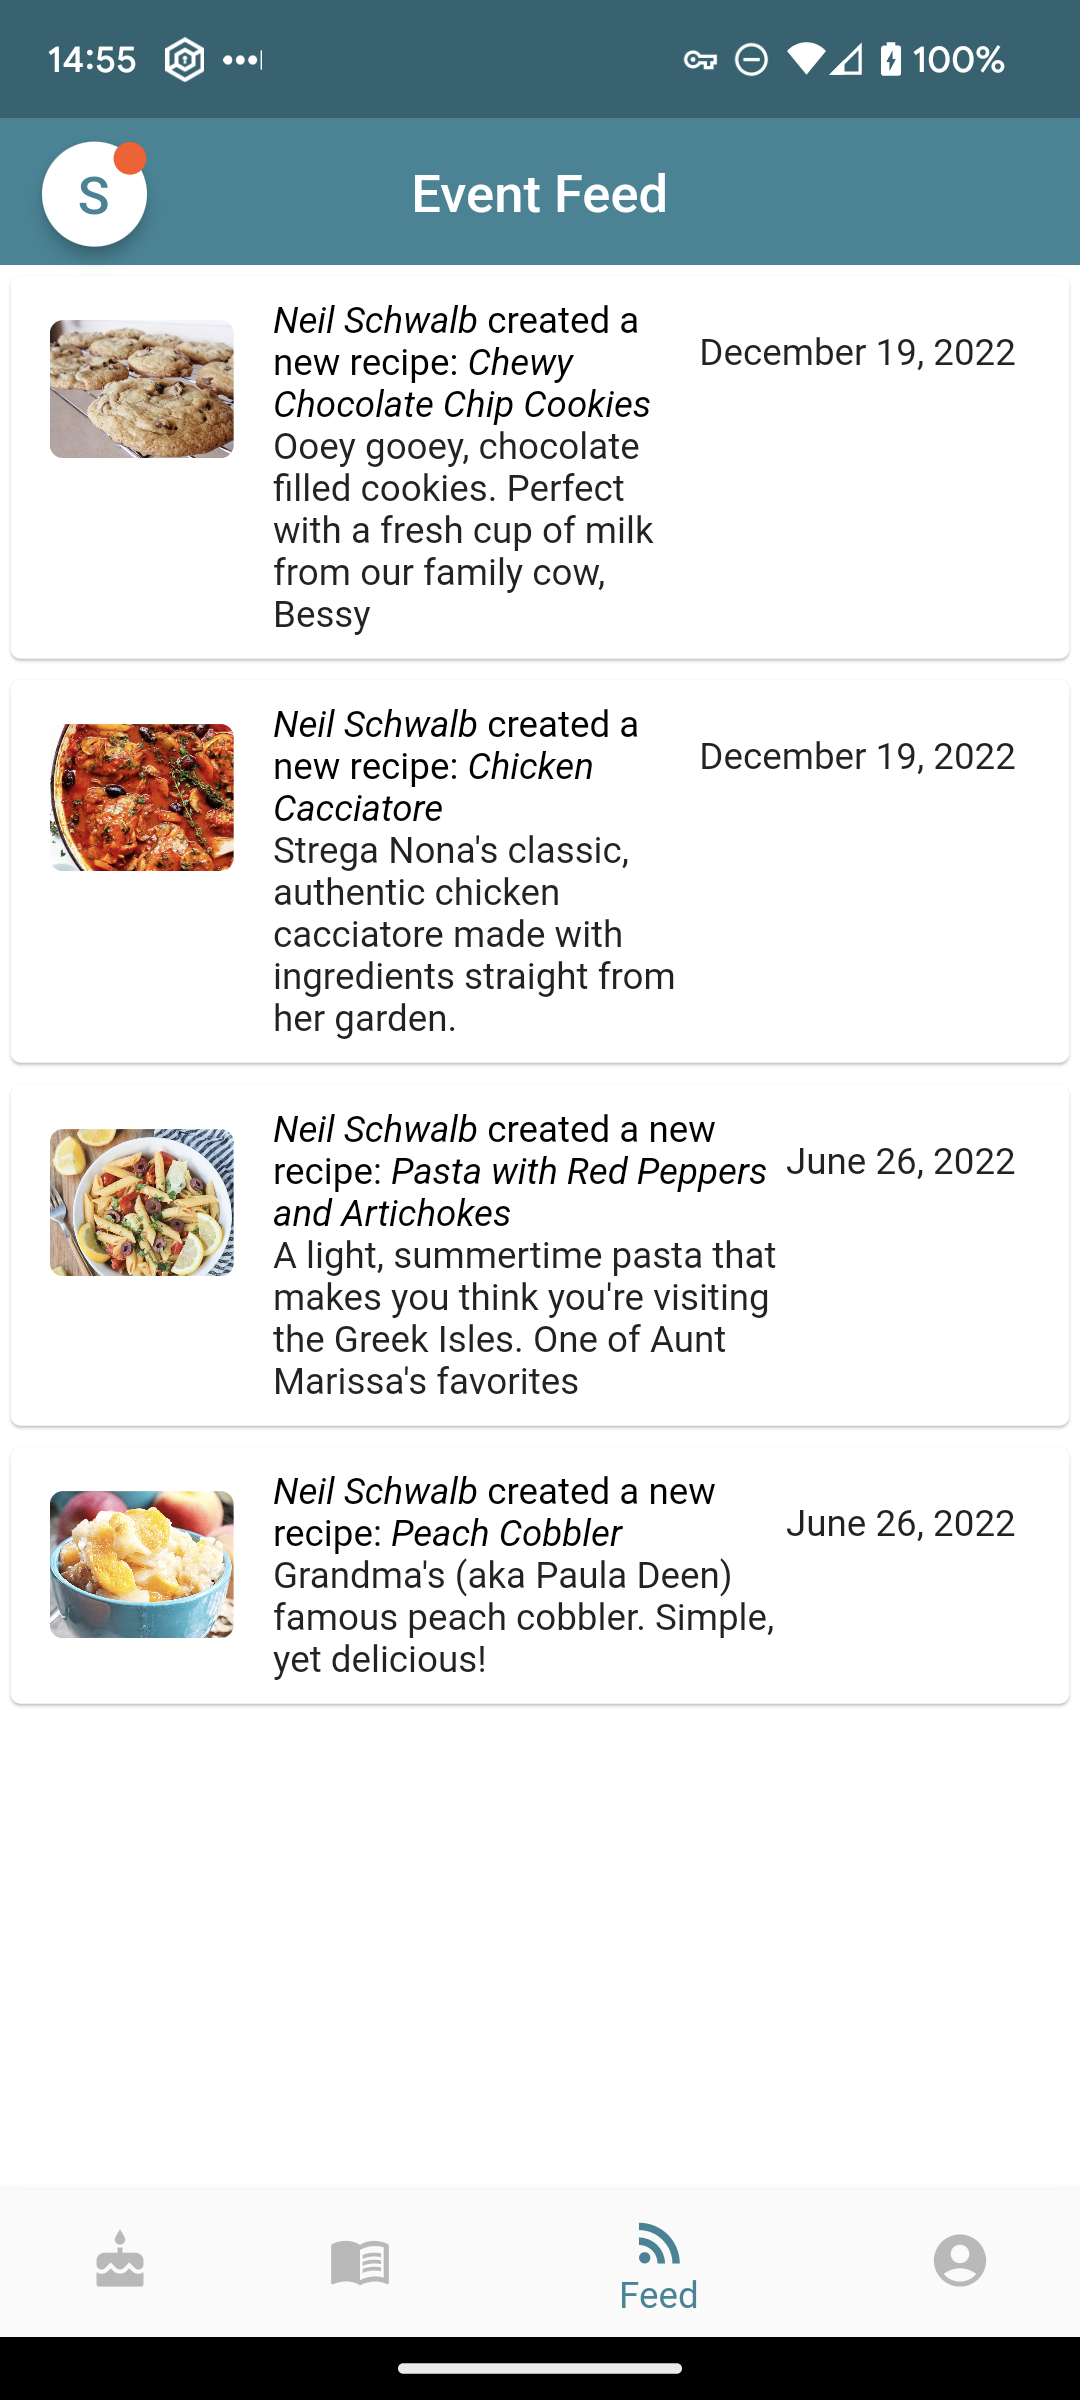 14:55
100%
S
Event Feed
Neil Schwalb created a
new recipe: Chewy
Chocolate Chip Cookies
Ooey gooey, chocolate
filled cookies. Perfect
with a fresh cup of milk
from our family cow,
Bessy
December 19, 2022
Neil Schwalb created a
new recipe: Chicken
Cacciatore
Strega Nona's classic,
authentic chicken
cacciatore made with
ingredients straight from
her garden.
December 19, 2022
Neil Schwalb created a new
recipe: Pasta with Red Peppers
and Artichokes
A light, summertime pasta that
makes you think you're visiting
the Greek Isles. One of Aunt
Marissa's favorites
June 26, 2022
Neil Schwalb created a new
recipe: Peach Cobbler
Grandma's (aka Paula Deen)
famous peach cobbler. Simple,
yet delicious!
June 26, 2022
Feed